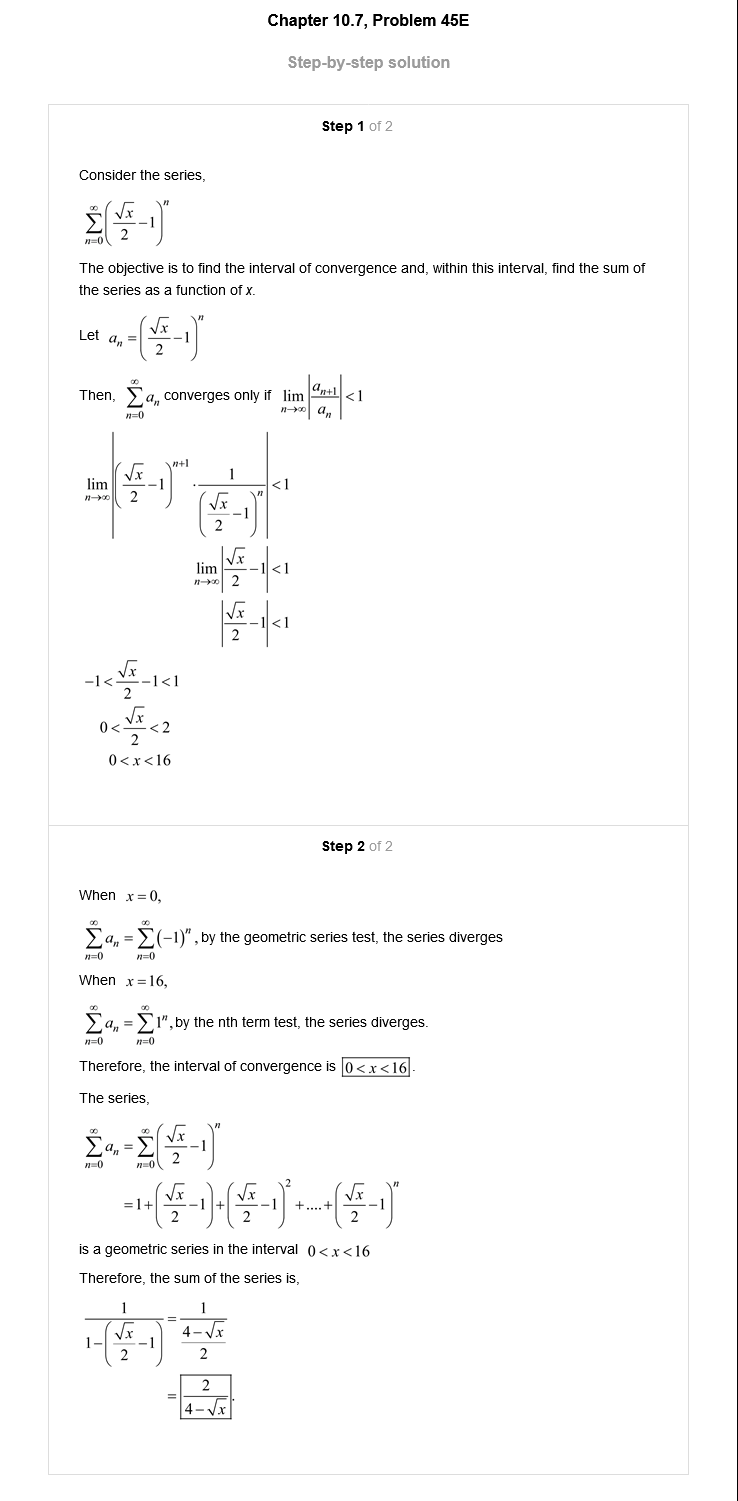 Chapter 10.7, Problem 45E
Step-by-step solution
Step 1 of 2
Consider the series,
$\sum_{n=0}^{\infty}\left(\frac{\sqrt{x}}{2}-1\right)^n$
The objective is to find the interval of convergence and, within this interval, find the sum of
the series as a function of x.
Let $a_n=\left(\frac{\sqrt{x}}{2}-1\right)^n$
Then, $\sum_{n=0}^{\infty}a_n$ converges only if $\lim_{n\to\infty}\left|\frac{a_{n+1}}{a_n}\right|<1$
$\lim_{n\to\infty}\left|\left(\frac{\sqrt{x}}{2}-1\right)^{n+1}\cdot\frac{1}{\left(\frac{\sqrt{x}}{2}-1\right)^n}\right|<1$
$\lim_{n\to\infty}\left|\frac{\sqrt{x}}{2}-1\right|<1$
$\left|\frac{\sqrt{x}}{2}-1\right|<1$
$-1<\frac{\sqrt{x}}{2}-1<1$
$0<\frac{\sqrt{x}}{2}<2$
$0<x<16$
Step 2 of 2
When $x=0$,
$\sum_{n=0}^{\infty}a_n=\sum_{n=0}^{\infty}(-1)^n$, by the geometric series test, the series diverges
When $x=16$,
$\sum_{n=0}^{\infty}a_n=\sum_{n=0}^{\infty}1^n$, by the nth term test, the series diverges.
Therefore, the interval of convergence is $\boxed{0<x<16}$.
The series,
$\sum_{n=0}^{\infty}a_n=\sum_{n=0}^{\infty}\left(\frac{\sqrt{x}}{2}-1\right)^n$
$=1+\left(\frac{\sqrt{x}}{2}-1\right)+\left(\frac{\sqrt{x}}{2}-1\right)^2+....+\left(\frac{\sqrt{x}}{2}-1\right)^n$
is a geometric series in the interval $0<x<16$
Therefore, the sum of the series is,
$\frac{1}{1-\left(\frac{\sqrt{x}}{2}-1\right)}=\frac{1}{\frac{4-\sqrt{x}}{2}}$
$=\boxed{\frac{2}{4-\sqrt{x}}}.$